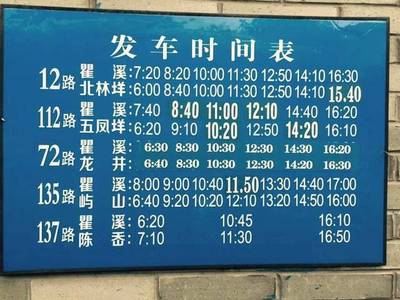 发车时间表
12路 瞿溪:7:20 8:20 10:00 11:30 12:50 14:10 16:30
北林垟:6:00 6:40 8:40 10:00 11:30 12:50 15.40
112路 瞿溪:7:40 8:40 11:00 12:10 14:40 16:20
五凤垟:6:20 9:10 10:20 12:50 14:20 16:10
72路 瞿溪: 6:30 8:30 10:30 12:30 14:30 16:20
龙井: 6:40 8:30 10:30 12:30 14:30 16:30
135路 瞿溪:8:00 9:00 10:40 11.50 13:30 14:40 17:00
屿山:6:40 9:20 10:20 12:10 13:20 14:50 16:00
137路 瞿溪:6:20 10:45 16:10
陈岙:7:10 11:30 16:50